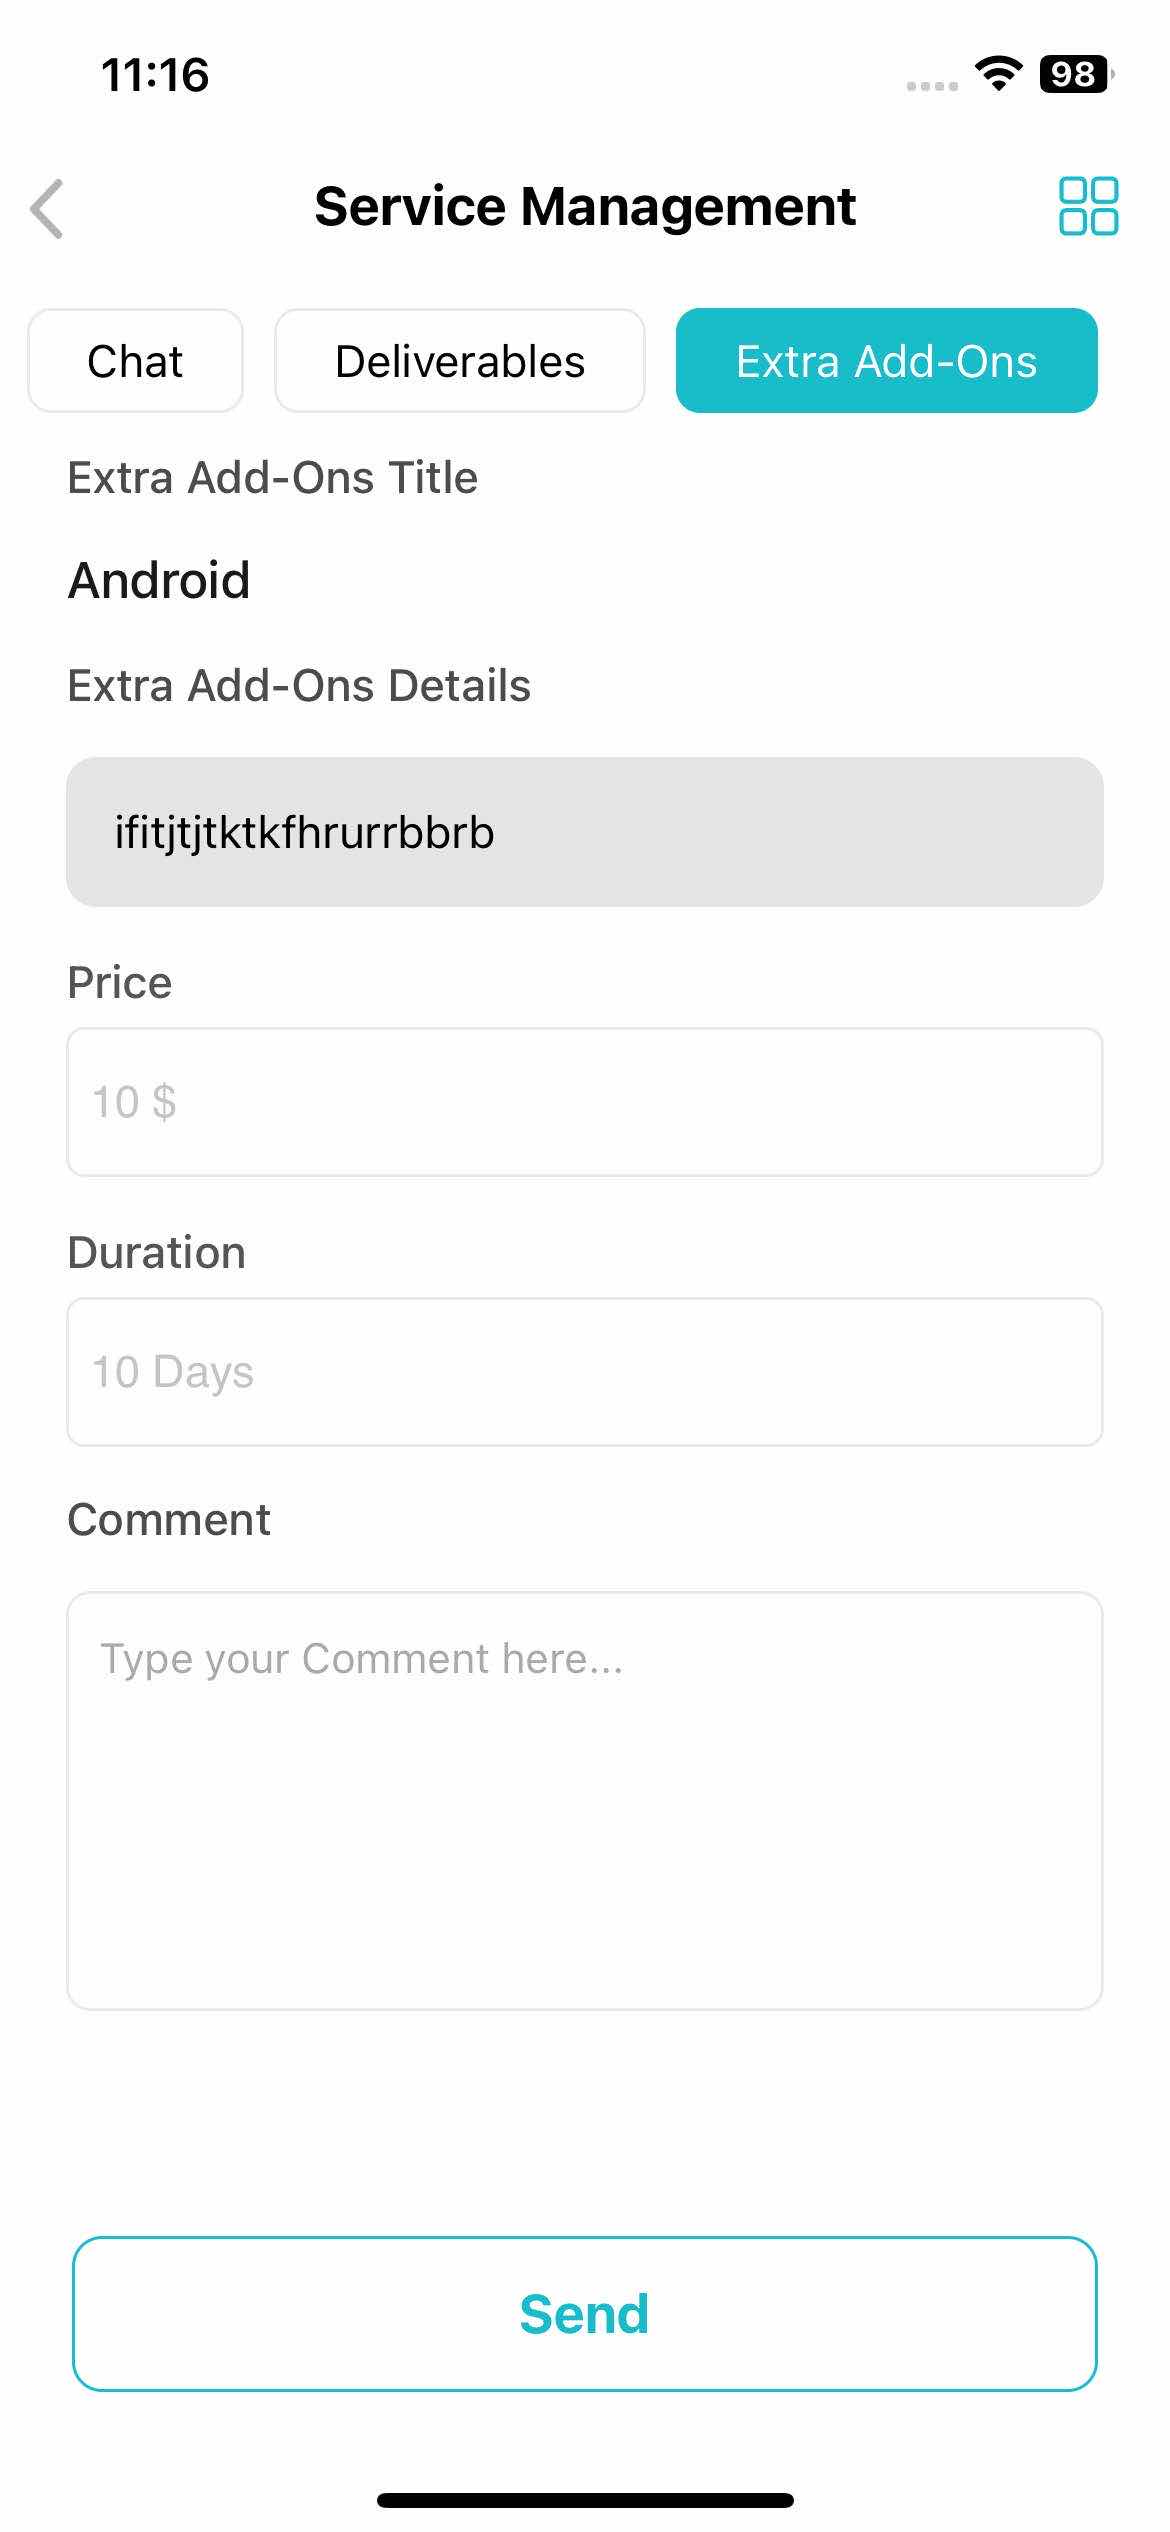 11:16
98
Service Management
Chat
Deliverables
Extra Add-Ons
Extra Add-Ons Title
Android
Extra Add-Ons Details
ifitjtjtktkfhrurrbbrb
Price
10 $
Duration
10 Days
Comment
Type your Comment here...
Send